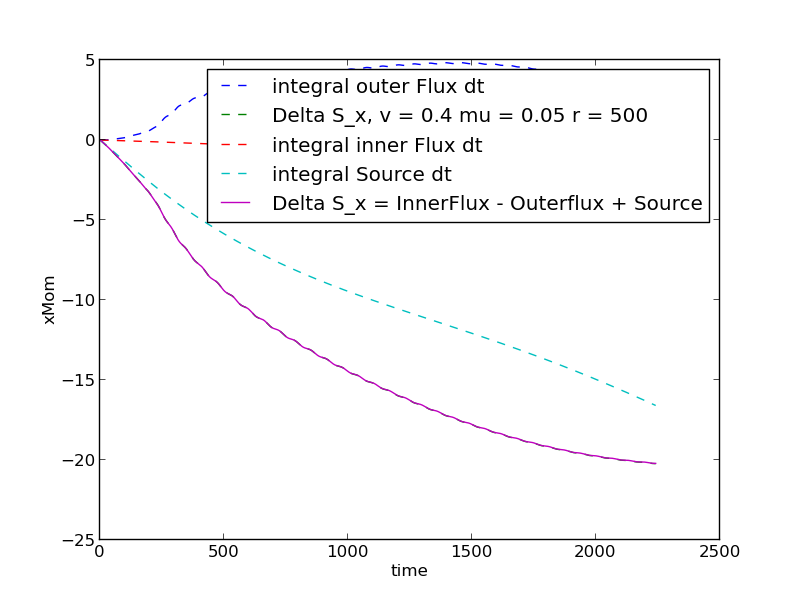 5
0
−5
−10
−15
−20
−25
xMom
integral outer Flux dt
Delta S_x, v = 0.4 mu = 0.05 r = 500
integral inner Flux dt
integral Source dt
Delta S_x = InnerFlux - Outerflux + Source
0
500
1000
1500
2000
2500
time